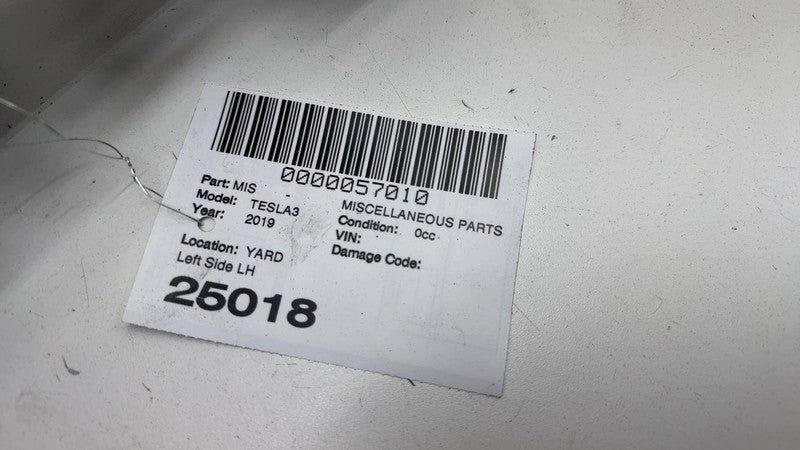 0000057010
Part: MIS - MISCELLANEOUS PARTS
Model: TESLA3 Condition: 0cc
Year: 2019 VIN:
Damage Code:
Location: YARD
Left Side LH
25018